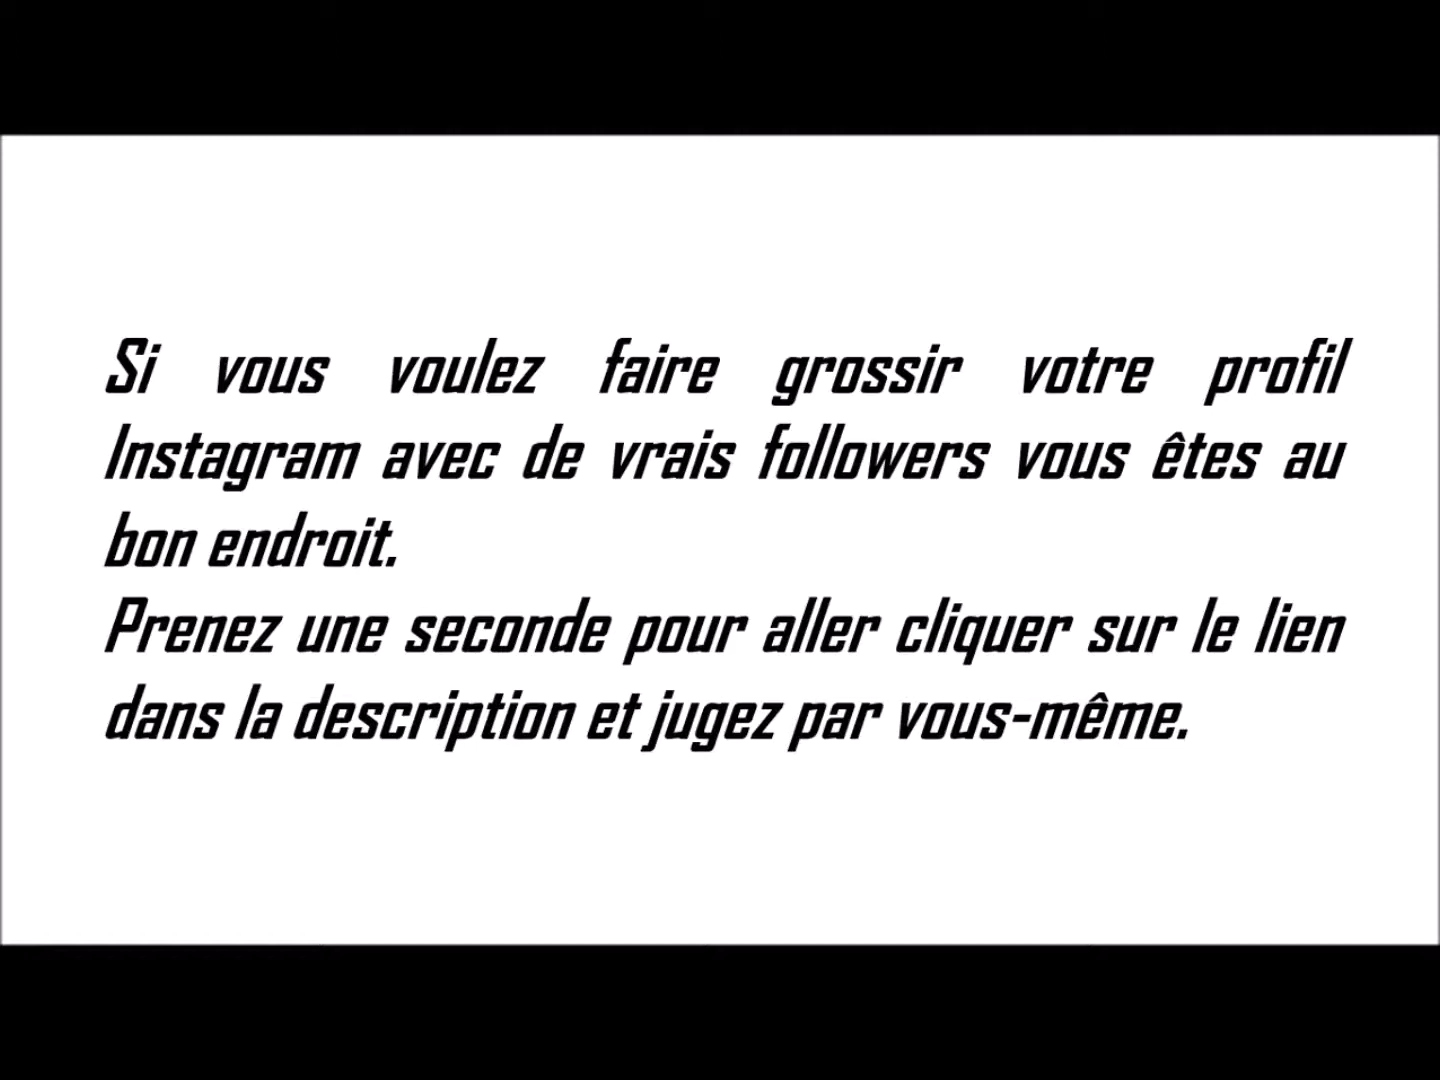 Si vous voulez faire grossir votre profil
Instagram avec de vrais followers vous êtes au
bon endroit.
Prenez une seconde pour aller cliquer sur le lien
dans la description et jugez par vous-même.